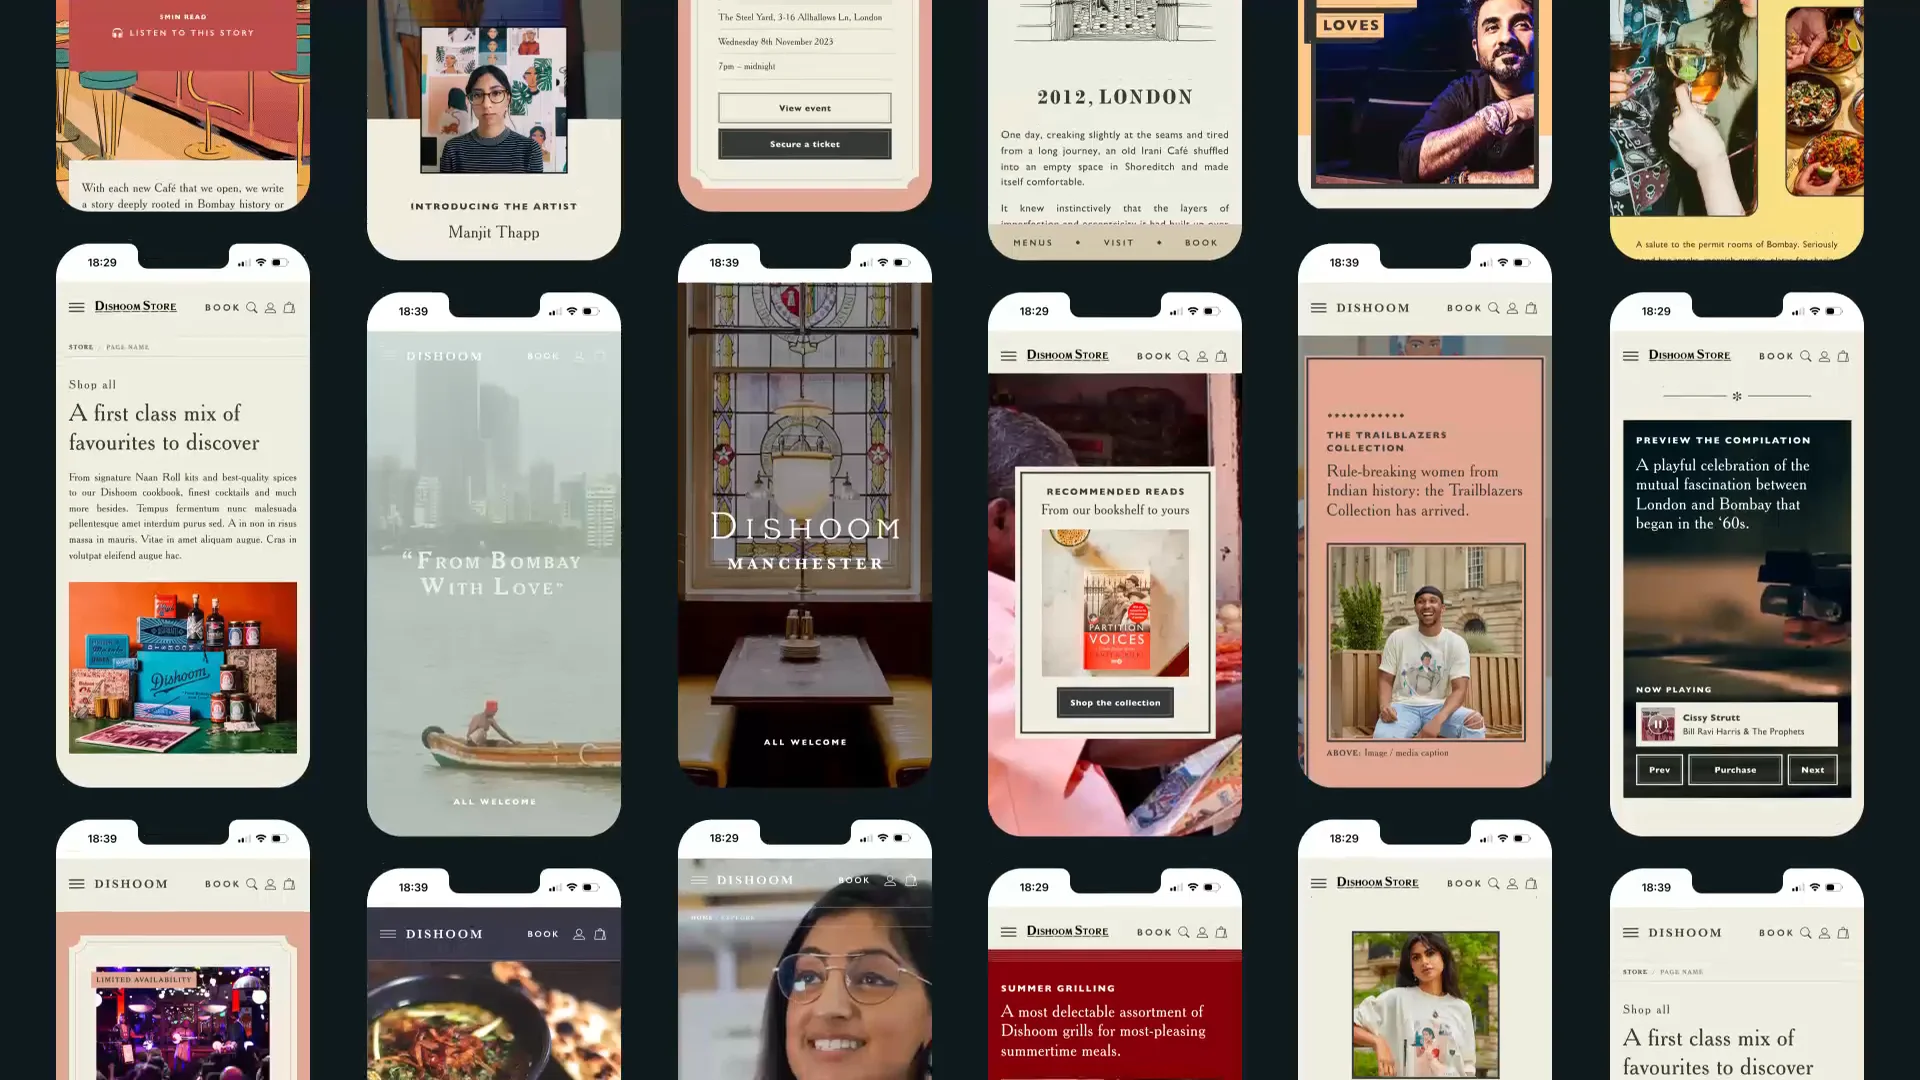 5MIN READ
LISTEN TO THIS STORY
With each new Café that we open, we write
a story deeply rooted in Bombay history or
18:29
DISHOOM STORE
BOOK
STORE / PAGE NAME
Shop all
A first class mix of
favourites to discover
From signature Naan Roll kits and best-quality spices
to our Dishoom cookbook, finest cocktails and much
more besides. Tempus fermentum nunc malesuada
pellentesque amet interdum purus sed. A in non in risus
massa in mauris. Vitae in amet aliquam augue. Cras in
volutpat eleifend augue hac.
Dishoom
18:39
DISHOOM
BOOK
LIMITED AVAILABILITY
INTRODUCING THE ARTIST
Manjit Thapp
18:39
DISHOOM
BOOK
“FROM BOMBAY
WITH LOVE”
ALL WELCOME
18:39
DISHOOM
BOOK
The Steel Yard, 3-16 Allhallows Ln, London
Wednesday 8th November 2023
7pm – midnight
View event
Secure a ticket
18:39
DISHOOM
MANCHESTER
ALL WELCOME
18:29
DISHOOM
BOOK
HOME / EXPLORE
2012, LONDON
One day, creaking slightly at the seams and tired
from a long journey, an old Irani Café shuffled
into an empty space in Shoreditch and made
itself comfortable.
It knew instinctively that the layers of
imperfection and eccentricity it had built up over
MENUS
VISIT
BOOK
18:29
DISHOOM STORE
BOOK
RECOMMENDED READS
From our bookshelf to yours
PARTITION
VOICES
Shop the collection
18:29
DISHOOM STORE
BOOK
SUMMER GRILLING
A most delectable assortment of
Dishoom grills for most-pleasing
summertime meals.
LOVES
18:39
DISHOOM
BOOK
THE TRAILBLAZERS
COLLECTION
Rule-breaking women from
Indian history: the Trailblazers
Collection has arrived.
ABOVE: Image / media caption
18:29
DISHOOM STORE
BOOK
A salute to the permit rooms of Bombay. Seriously
18:29
DISHOOM STORE
BOOK
PREVIEW THE COMPILATION
A playful celebration of the
mutual fascination between
London and Bombay that
began in the ‘60s.
NOW PLAYING
Cissy Strutt
Bill Ravi Harris & The Prophets
Prev
Purchase
Next
18:39
DISHOOM
BOOK
STORE / PAGE NAME
Shop all
A first class mix of
favourites to discover